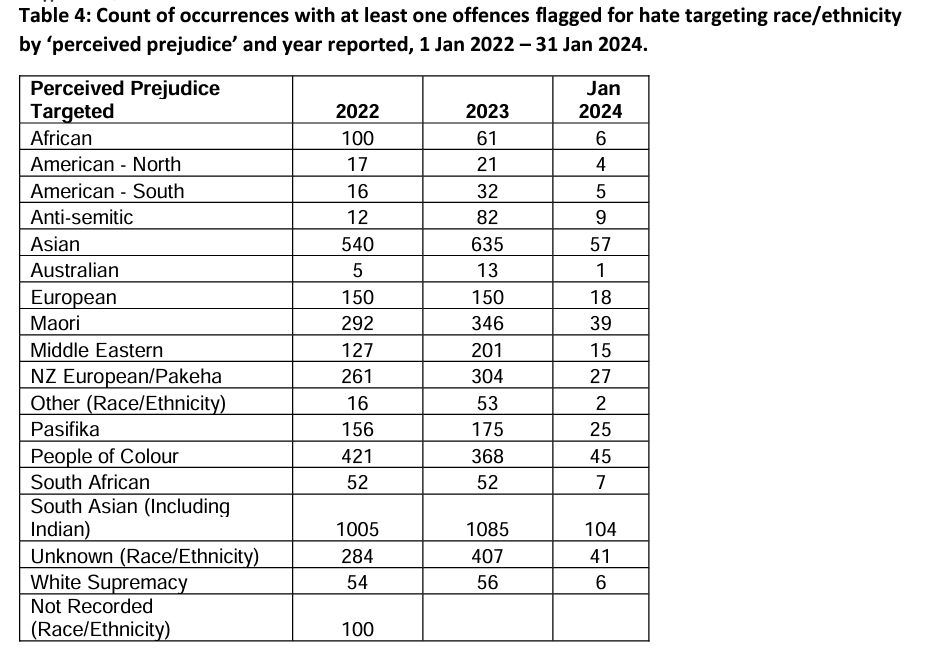 Table 4: Count of occurrences with at least one offences flagged for hate targeting race/ethnicity
by ‘perceived prejudice’ and year reported, 1 Jan 2022 – 31 Jan 2024.
Perceived Prejudice
Targeted 2022 2023 Jan
2024
African 100 61 6
American - North 17 21 4
American - South 16 32 5
Anti-semitic 12 82 9
Asian 540 635 57
Australian 5 13 1
European 150 150 18
Maori 292 346 39
Middle Eastern 127 201 15
NZ European/Pakeha 261 304 27
Other (Race/Ethnicity) 16 53 2
Pasifika 156 175 25
People of Colour 421 368 45
South African 52 52 7
South Asian (Including
Indian) 1005 1085 104
Unknown (Race/Ethnicity) 284 407 41
White Supremacy 54 56 6
Not Recorded
(Race/Ethnicity) 100